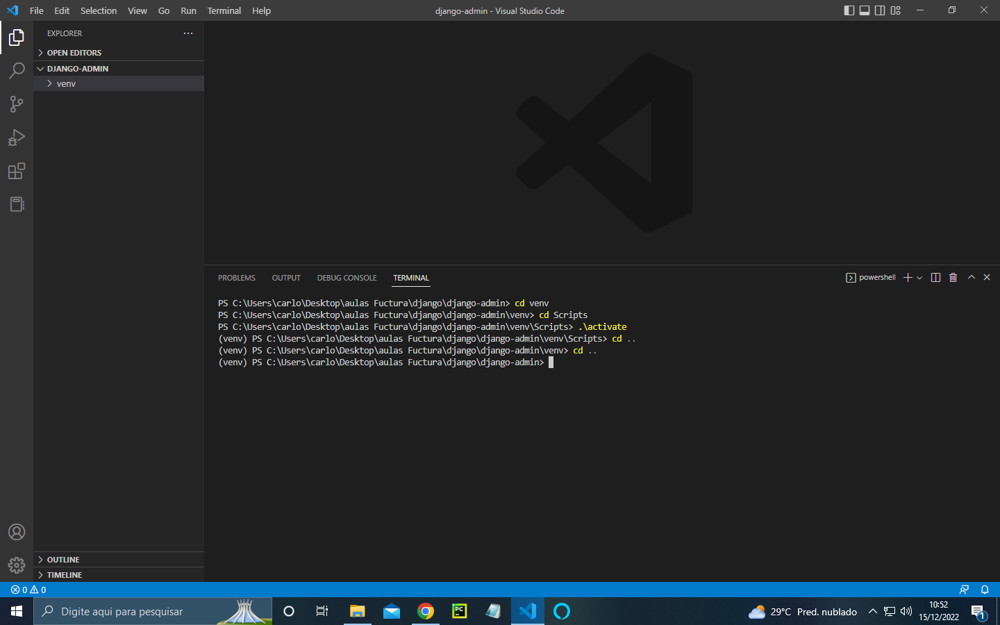 File Edit Selection View Go Run Terminal Help
django-admin - Visual Studio Code
EXPLORER
OPEN EDITORS
DJANGO-ADMIN
venv
PROBLEMS OUTPUT DEBUG CONSOLE TERMINAL
powershell
PS C:\Users\carlo\Desktop\aulas Fuctura\django\django-admin> cd venv
PS C:\Users\carlo\Desktop\aulas Fuctura\django\django-admin\venv> cd Scripts
PS C:\Users\carlo\Desktop\aulas Fuctura\django\django-admin\venv\Scripts> .\activate
(venv) PS C:\Users\carlo\Desktop\aulas Fuctura\django\django-admin\venv\Scripts> cd ..
(venv) PS C:\Users\carlo\Desktop\aulas Fuctura\django\django-admin\venv> cd ..
(venv) PS C:\Users\carlo\Desktop\aulas Fuctura\django\django-admin>
OUTLINE
TIMELINE
0 0
Digite aqui para pesquisar
PC
29°C Pred. nublado
10:52
15/12/2022
1